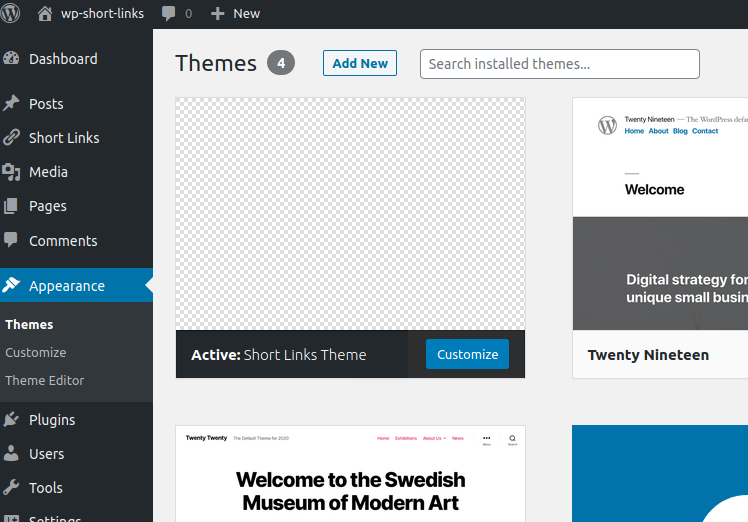 wp-short-links 0 New
Dashboard
Posts
Short Links
Media
Pages
Comments
Appearance
Themes
Customize
Theme Editor
Plugins
Users
Tools
Settings
Themes 4 Add New Search installed themes...
Active: Short Links Theme Customize
Twenty Nineteen — The WordPress defa
Home About Blog Contact
Welcome
Digital strategy for
unique small busin
Twenty Nineteen
Twenty Twenty The Default Theme for 2020 Home Exhibitions About Us News Menu Search
Welcome to the Swedish
Museum of Modern Art